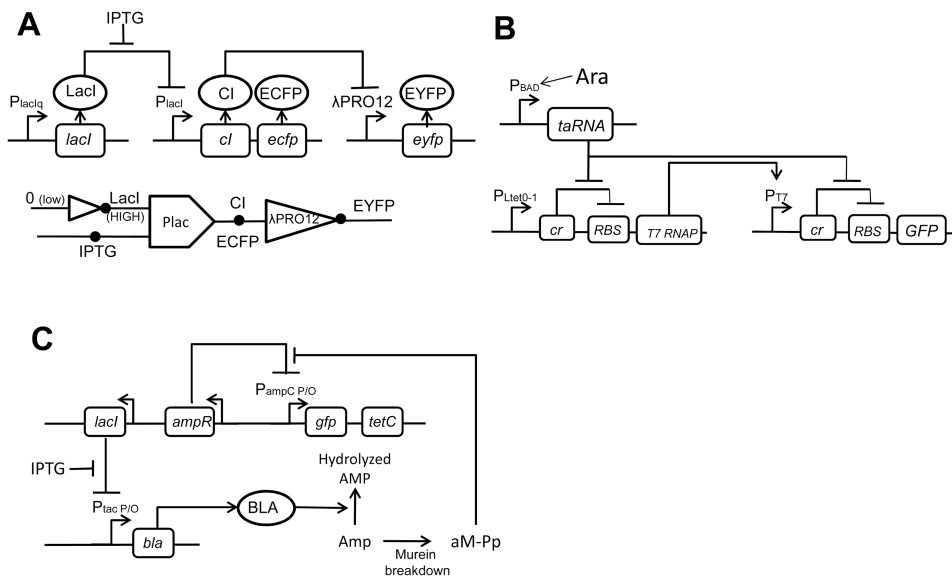 A
IPTG
LacI
CI
ECFP
EYFP
PlacIq
PlacI
λPRO12
lacI
cI
ecfp
eyfp
0 (low)
LacI
(HIGH)
IPTG
Plac
CI
ECFP
λPRO12
EYFP
B
Ara
PBAD
taRNA
PLtet0-1
cr
RBS
T7 RNAP
PT7
cr
RBS
GFP
C
PampC P/O
lacI
ampR
gfp
tetC
IPTG
Ptac P/O
bla
BLA
Hydrolyzed
AMP
Amp
Murein
breakdown
aM-Pp